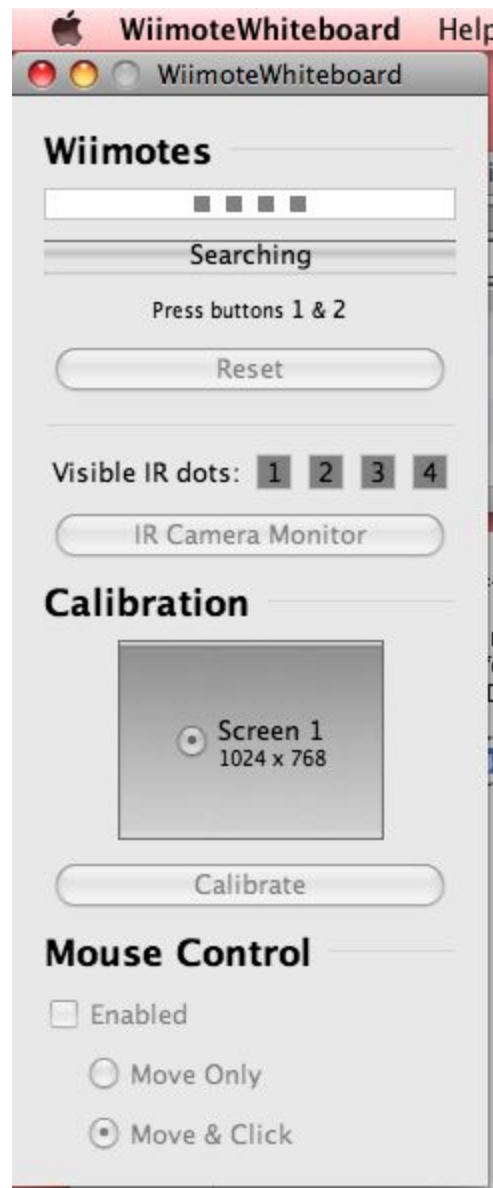 WiimoteWhiteboard Help
WiimoteWhiteboard
Wiimotes
Searching
Press buttons 1 & 2
Reset
Visible IR dots: 1 2 3 4
IR Camera Monitor
Calibration
Screen 1
1024 x 768
Calibrate
Mouse Control
Enabled
Move Only
Move & Click